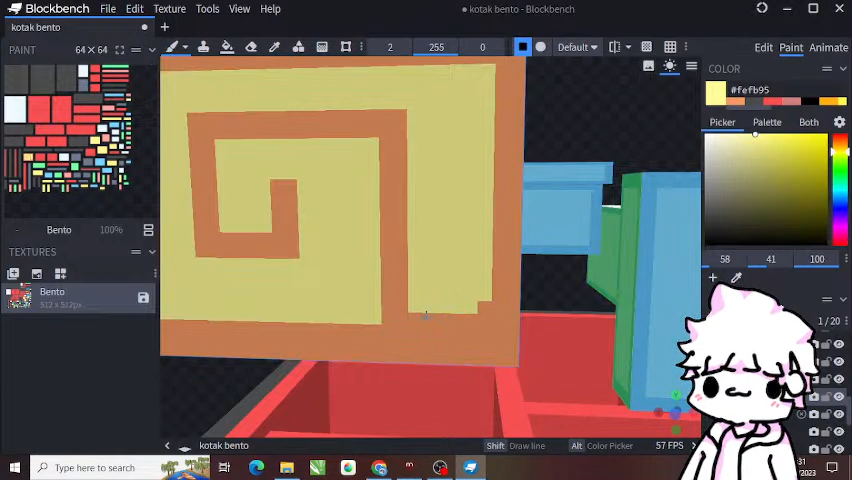 Blockbench File Edit Texture Tools View Help
kotak bento - Blockbench
kotak bento
PAINT 64 × 64
2 255 0 Default
Edit Paint Animate
COLOR
#fefb95
Picker Palette Both
Bento 100%
TEXTURES
Bento
512 x 512px
58 41 100
1 / 20
kotak bento
Shift Draw line Alt Color Picker 57 FPS
Type here to search